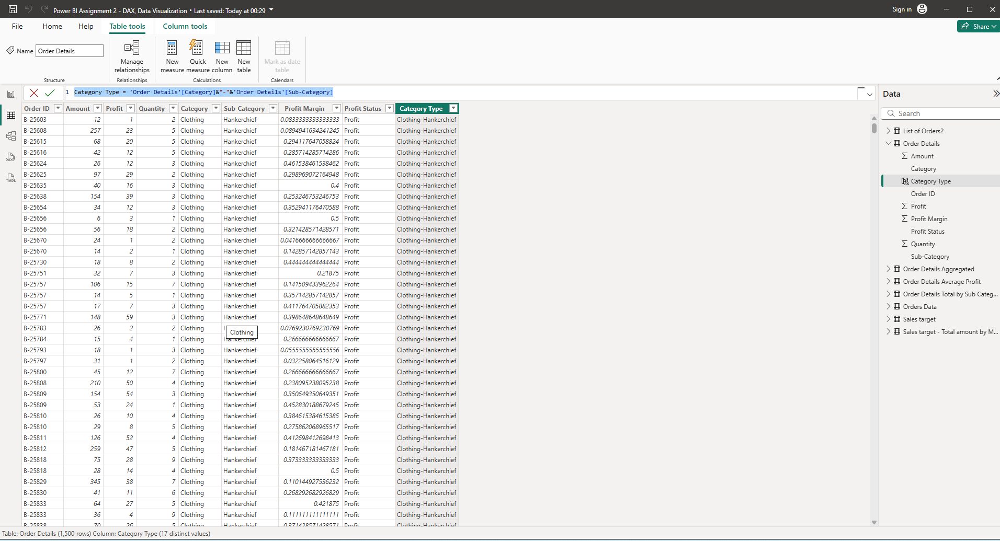 Power BI Assignment 2 - DAX, Data Visualization • Last saved: Today at 00:29
Sign in
File Home Help Table tools Column tools
Share
Name Order Details
Manage relationships
New measure
Quick measure
New column
New table
Mark as date table
Structure Relationships Calculations Calendars
1 Category Type = 'Order Details'[Category]&"-"&'Order Details'[Sub-Category]
Order ID Amount Profit Quantity Category Sub-Category Profit Margin Profit Status Category Type
B-25603 12 1 2 Clothing Hankerchief 0.0833333333333333 Profit Clothing-Hankerchief
B-25608 257 23 5 Clothing Hankerchief 0.0894941634241245 Profit Clothing-Hankerchief
B-25615 68 20 5 Clothing Hankerchief 0.294117647058824 Profit Clothing-Hankerchief
B-25616 42 12 5 Clothing Hankerchief 0.285714285714286 Profit Clothing-Hankerchief
B-25624 26 12 3 Clothing Hankerchief 0.461538461538462 Profit Clothing-Hankerchief
B-25625 97 29 2 Clothing Hankerchief 0.298969072164948 Profit Clothing-Hankerchief
B-25635 40 16 3 Clothing Hankerchief 0.4 Profit Clothing-Hankerchief
B-25638 154 39 3 Clothing Hankerchief 0.253246753246753 Profit Clothing-Hankerchief
B-25654 34 12 3 Clothing Hankerchief 0.352941176470588 Profit Clothing-Hankerchief
B-25656 6 3 1 Clothing Hankerchief 0.5 Profit Clothing-Hankerchief
B-25656 56 18 2 Clothing Hankerchief 0.321428571428571 Profit Clothing-Hankerchief
B-25670 24 1 2 Clothing Hankerchief 0.0416666666666667 Profit Clothing-Hankerchief
B-25670 14 2 1 Clothing Hankerchief 0.142857142857143 Profit Clothing-Hankerchief
B-25730 18 8 2 Clothing Hankerchief 0.444444444444444 Profit Clothing-Hankerchief
B-25751 32 7 3 Clothing Hankerchief 0.21875 Profit Clothing-Hankerchief
B-25757 106 15 7 Clothing Hankerchief 0.141509433962264 Profit Clothing-Hankerchief
B-25757 14 5 1 Clothing Hankerchief 0.357142857142857 Profit Clothing-Hankerchief
B-25757 17 7 3 Clothing Hankerchief 0.411764705882353 Profit Clothing-Hankerchief
B-25771 148 59 3 Clothing Hankerchief 0.398648648648649 Profit Clothing-Hankerchief
B-25783 26 2 2 Clothing 0.0769230769230769 Profit Clothing-Hankerchief
Clothing
B-25784 15 4 1 Clothing Hankerchief 0.266666666666667 Profit Clothing-Hankerchief
B-25793 18 1 3 Clothing Hankerchief 0.0555555555555556 Profit Clothing-Hankerchief
B-25797 31 1 2 Clothing Hankerchief 0.032258064516129 Profit Clothing-Hankerchief
B-25800 45 12 7 Clothing Hankerchief 0.266666666666667 Profit Clothing-Hankerchief
B-25808 210 50 4 Clothing Hankerchief 0.238095238095238 Profit Clothing-Hankerchief
B-25809 154 54 3 Clothing Hankerchief 0.350649350649351 Profit Clothing-Hankerchief
B-25809 53 24 1 Clothing Hankerchief 0.452830188679245 Profit Clothing-Hankerchief
B-25810 26 10 4 Clothing Hankerchief 0.384615384615385 Profit Clothing-Hankerchief
B-25810 29 8 5 Clothing Hankerchief 0.275862068965517 Profit Clothing-Hankerchief
B-25811 126 52 4 Clothing Hankerchief 0.412698412698413 Profit Clothing-Hankerchief
B-25812 259 47 5 Clothing Hankerchief 0.181467181467181 Profit Clothing-Hankerchief
B-25818 75 28 9 Clothing Hankerchief 0.373333333333333 Profit Clothing-Hankerchief
B-25818 28 14 4 Clothing Hankerchief 0.5 Profit Clothing-Hankerchief
B-25829 345 38 7 Clothing Hankerchief 0.110144927536232 Profit Clothing-Hankerchief
B-25830 41 11 6 Clothing Hankerchief 0.268292682926829 Profit Clothing-Hankerchief
B-25833 64 27 5 Clothing Hankerchief 0.421875 Profit Clothing-Hankerchief
B-25833 36 4 9 Clothing Hankerchief 0.111111111111111 Profit Clothing-Hankerchief
B-25838 70 26 5 Clothing Hankerchief 0.371428571428571 Profit Clothing-Hankerchief
Table: Order Details (1,500 rows) Column: Category Type (17 distinct values)
DAX
TMDL
Data
Search
List of Orders2
Order Details
Amount
Category
Category Type
Order ID
Profit
Profit Margin
Profit Status
Quantity
Sub-Category
Order Details Aggregated
Order Details Average Profit
Order Details Total by Sub Categ...
Orders Data
Sales target
Sales target - Total amount by M...